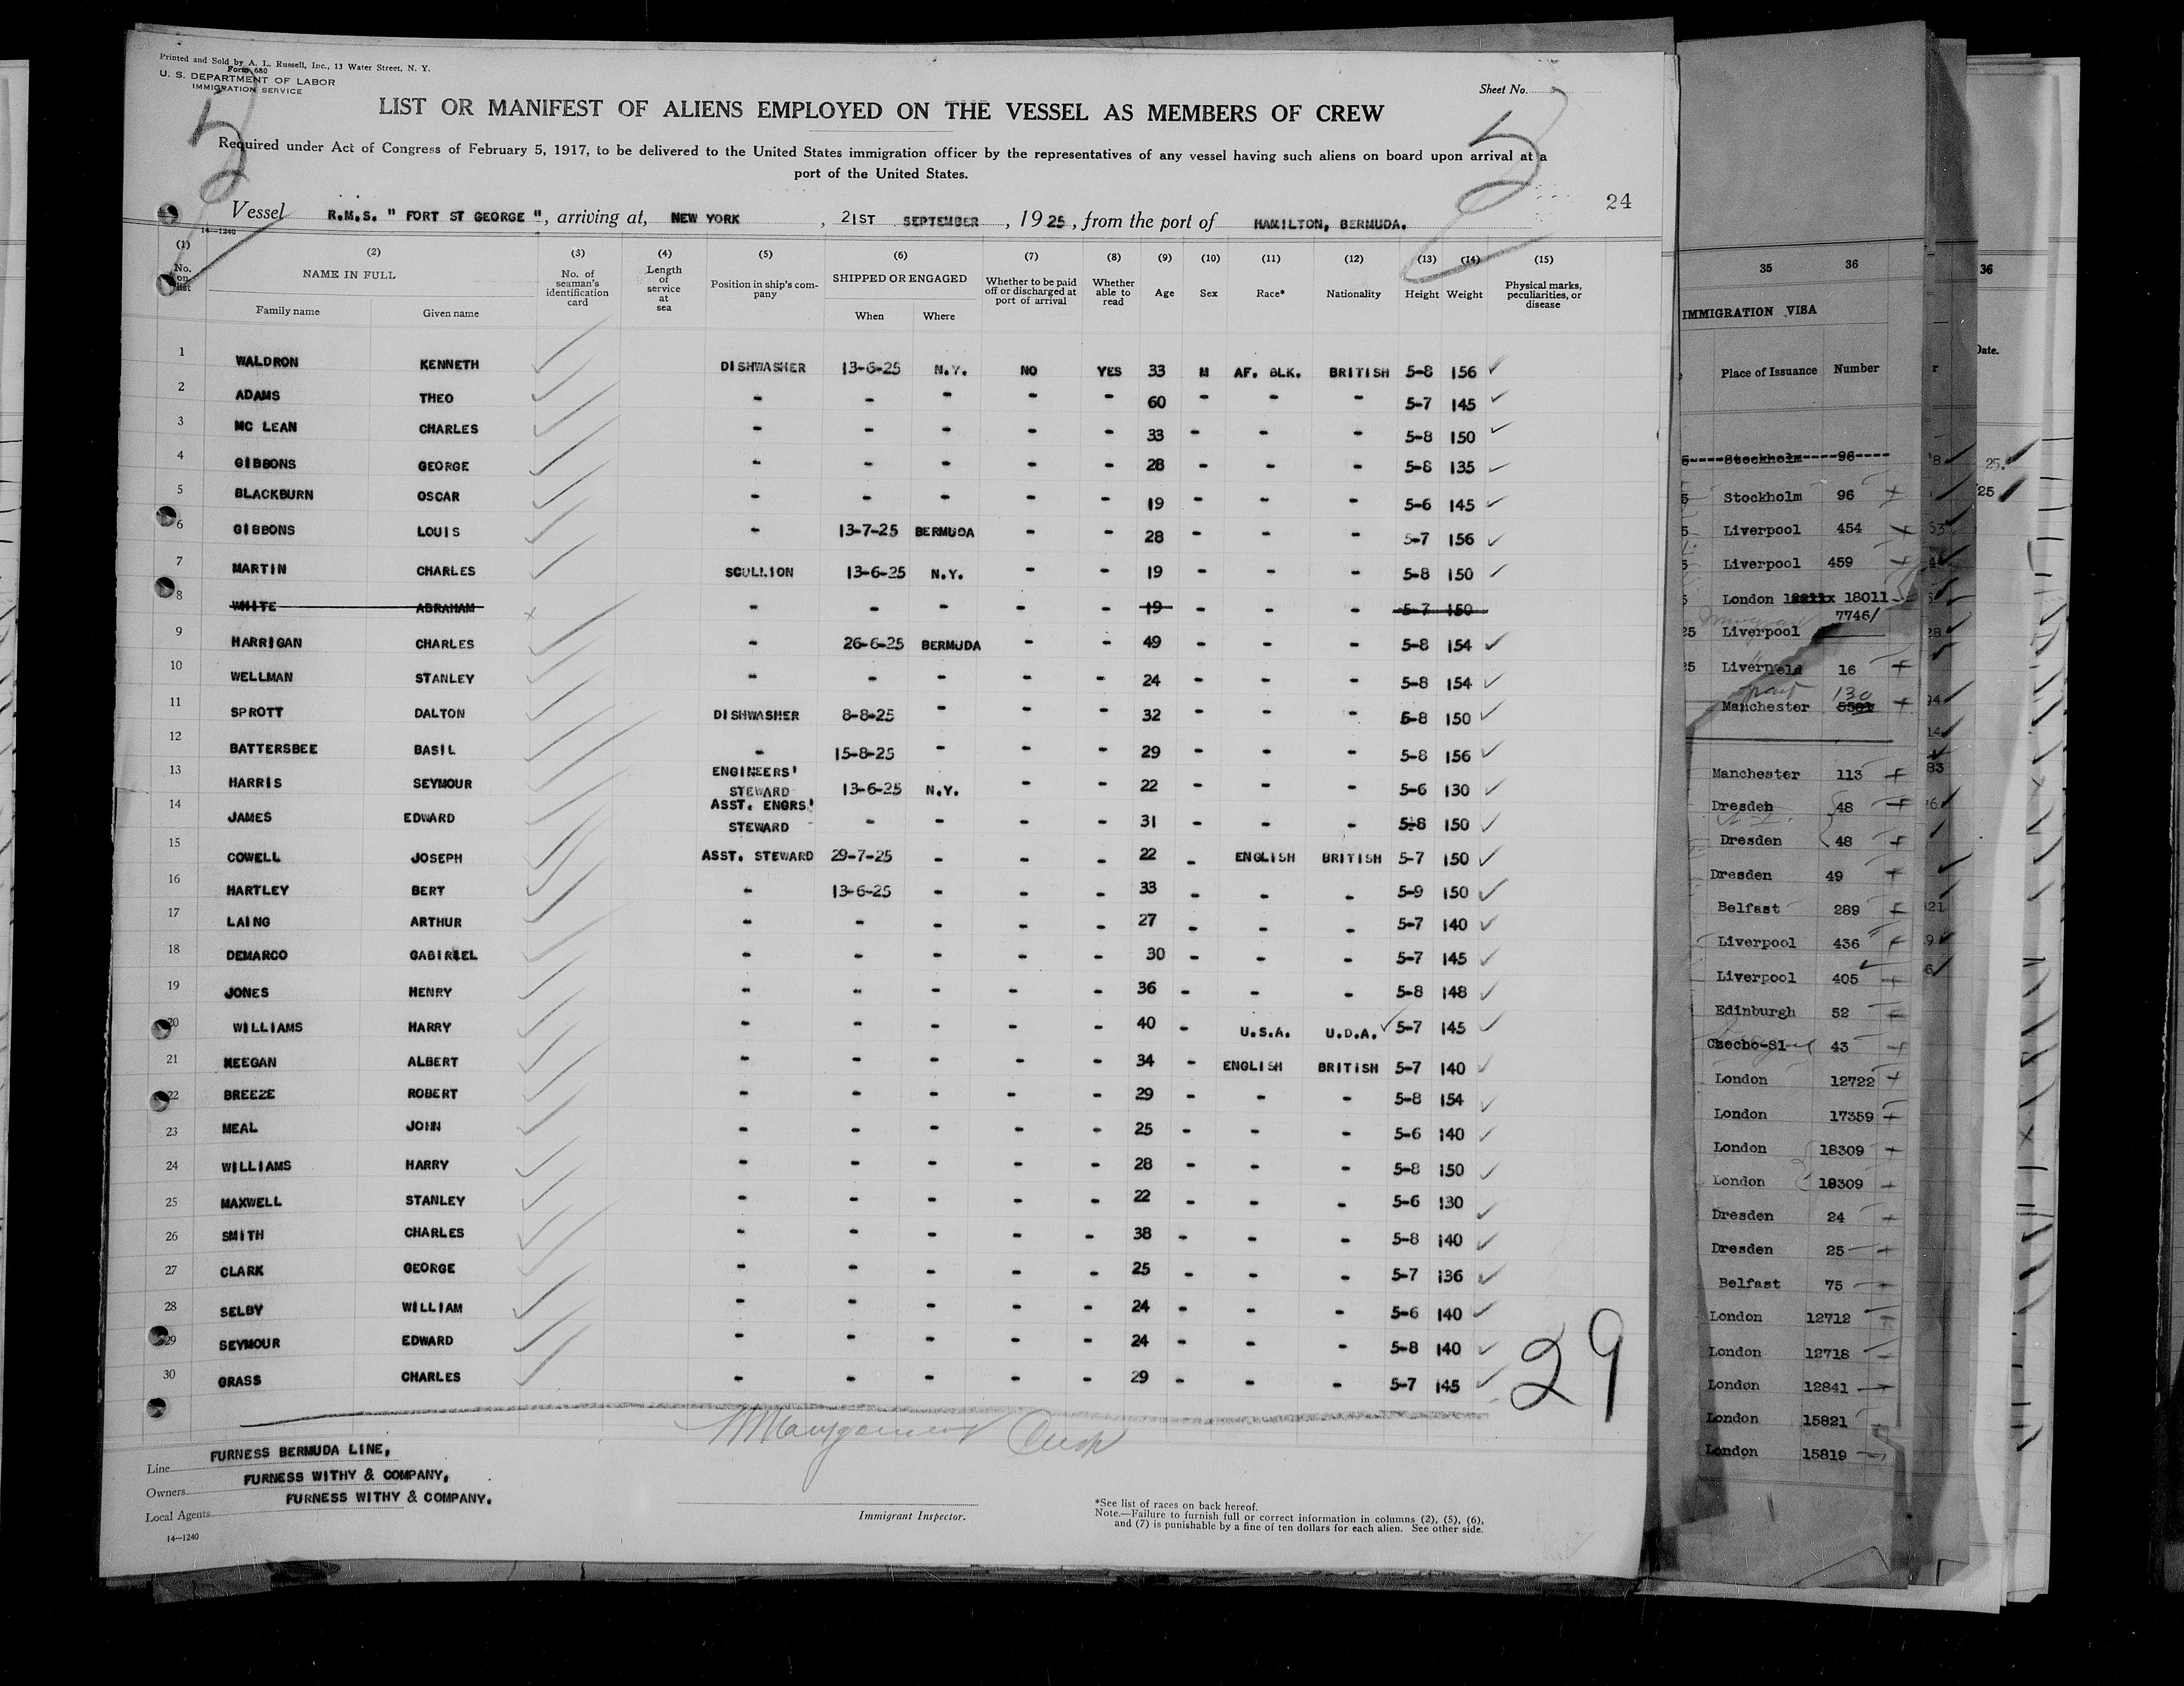 Printed and Sold by A. L. Russell, Inc., 13 Water Street, N. Y.
Form 680
U. S. DEPARTMENT OF LABOR
IMMIGRATION SERVICE
Sheet No.
5
5
LIST OR MANIFEST OF ALIENS EMPLOYED ON THE VESSEL AS MEMBERS OF CREW
Required under Act of Congress of February 5, 1917, to be delivered to the United States immigration officer by the representatives of any vessel having such aliens on board upon arrival at a
port of the United States.
24
Vessel R.M.S. " FORT ST GEORGE ", arriving at, NEW YORK , 21ST SEPTEMBER , 1925, from the port of HAMILTON, BERMUDA.
14—1240
(1) (2) (3) (4) (5) (6) (7) (8) (9) (10) (11) (12) (13) (14) (15)
No. on list NAME IN FULL No. of seaman's identification card Length of service at sea Position in ship's company SHIPPED OR ENGAGED Whether to be paid off or discharged at port of arrival Whether able to read Age Sex Race* Nationality Height Weight Physical marks, peculiarities, or disease
Family name Given name When Where
1 WALDRON KENNETH DISHWASHER 13-6-25 N.Y. NO YES 33 M AF. BLK. BRITISH 5-8 156
2 ADAMS THEO - - - - - 60 - - - 5-7 145
3 MC LEAN CHARLES - - - - - 33 - - - 5-8 150
4 GIBBONS GEORGE - - - - - 28 - - - 5-8 135
5 BLACKBURN OSCAR - - - - - 19 - - - 5-6 145
6 GIBBONS LOUIS - 13-7-25 BERMUDA - - 28 - - - 5-7 156
7 MARTIN CHARLES SCULLION 13-6-25 N.Y. - - 19 - - - 5-8 150
8 WHITE ABRAHAM - - - - - 19 - - - 5-7 150
9 HARRIGAN CHARLES - 26-6-25 BERMUDA - - 49 - - - 5-8 154
10 WELLMAN STANLEY - - - - - 24 - - - 5-8 154
11 SPROTT DALTON DISHWASHER 8-8-25 - - - 32 - - - 5-8 150
12 BATTERSBEE BASIL - 15-8-25 - - - 29 - - - 5-8 156
13 HARRIS SEYMOUR ENGINEERS' STEWARD 13-6-25 N.Y. - - 22 - - - 5-6 130
14 JAMES EDWARD ASST. ENGRS' STEWARD - - - - 31 - - - 5-8 150
15 COWELL JOSEPH ASST. STEWARD 29-7-25 - - - 22 - ENGLISH BRITISH 5-7 150
16 HARTLEY BERT - 13-6-25 - - - 33 - - - 5-9 150
17 LAING ARTHUR - - - - - 27 - - - 5-7 140
18 DEMARCO GABIRLEL - - - - - 30 - - - 5-7 145
19 JONES HENRY - - - - - 36 - - - 5-8 148
20 WILLIAMS HARRY - - - - - 40 - U.S.A. U.D.A. 5-7 145
21 KEEGAN ALBERT - - - - - 34 - ENGLISH BRITISH 5-7 140
22 BREEZE ROBERT - - - - - 29 - - - 5-8 154
23 MEAL JOHN - - - - - 25 - - - 5-6 140
24 WILLIAMS HARRY - - - - - 28 - - - 5-8 150
25 MAXWELL STANLEY - - - - - 22 - - - 5-6 130
26 SMITH CHARLES - - - - - 38 - - - 5-8 140
27 CLARK GEORGE - - - - - 25 - - - 5-7 136
28 SELBY WILLIAM - - - - - 24 - - - 5-6 140
29 SEYMOUR EDWARD - - - - - 24 - - - 5-8 140
30 GRASS CHARLES - - - - - 29 - - - 5-7 145
29
Line FURNESS BERMUDA LINE,
Owners FURNESS WITHY & COMPANY,
Local Agents FURNESS WITHY & COMPANY.
14—1240
Immigrant Inspector.
*See list of races on back hereof.
Note.—Failure to furnish full or correct information in columns (2), (5), (6),
and (7) is punishable by a fine of ten dollars for each alien. See other side.
35 36
IMMIGRATION VISA
Place of Issuance Number
Stockholm 96
Stockholm 96
Liverpool 454
Liverpool 459
London 18011
Liverpool 7746/
16
130
Manchester
Manchester 113
Dresden 48
Dresden 48
Dresden 49
Belfast 289
Liverpool 436
Liverpool 405
Edinburgh 52
Checho-Sl 43
London 12722
London 17359
London 18309
London 18309
Dresden 24
Dresden 25
Belfast 75
London 12712
London 12718
London 12841
London 15821
London 15819
36
Date.
25.
25